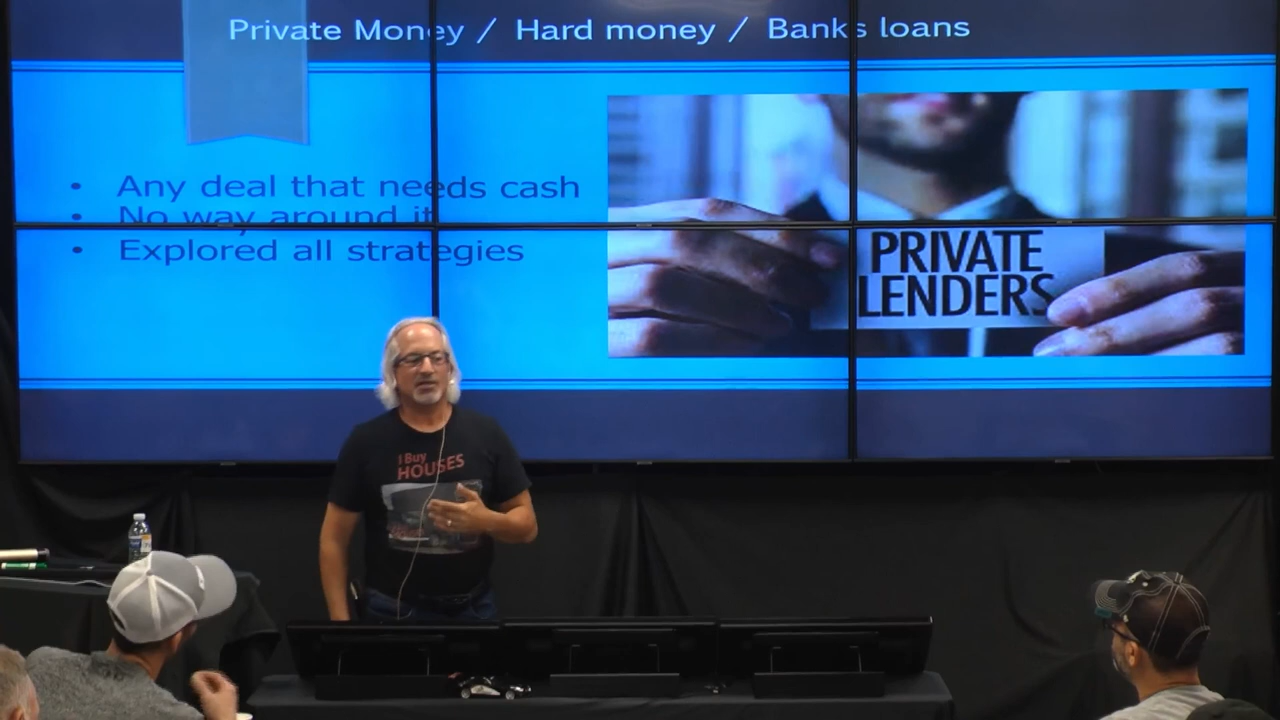 Private Money / Hard money / Banks loans
• Any deal that needs cash
• No way around it
• Explored all strategies
PRIVATE
LENDERS
I Buy
HOUSES